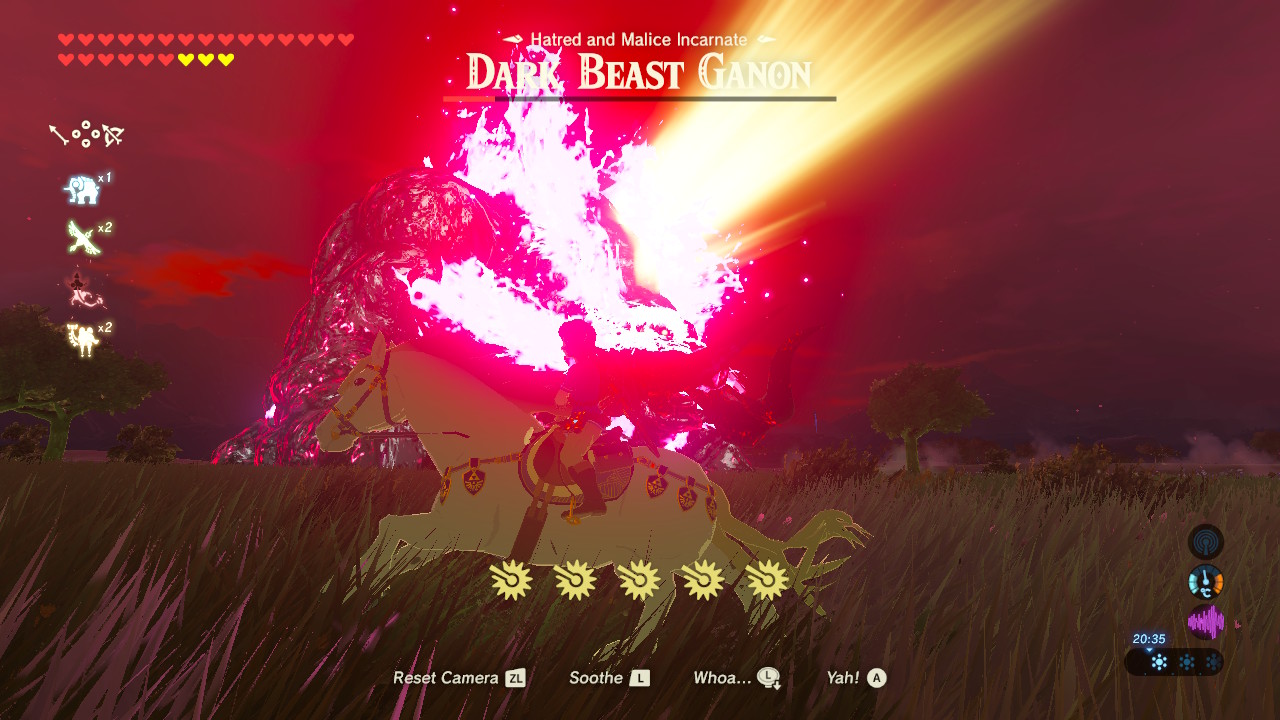 Hatred and Malice Incarnate
Dark Beast Ganon
x1
x2
x2
20:35
°C
Reset Camera ZL
Soothe L
Whoa... L
Yah! A